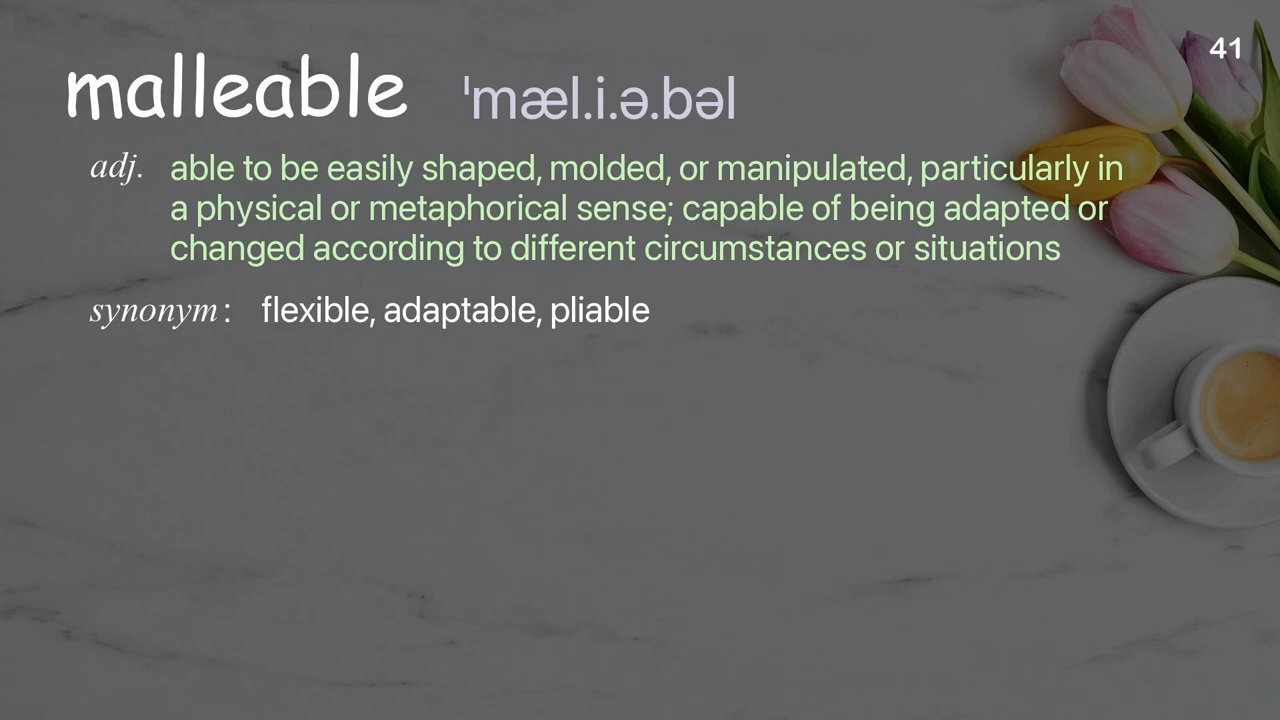 41
malleable ˈmæl.i.ə.bəl
adj. able to be easily shaped, molded, or manipulated, particularly in
a physical or metaphorical sense; capable of being adapted or
changed according to different circumstances or situations
synonym: flexible, adaptable, pliable